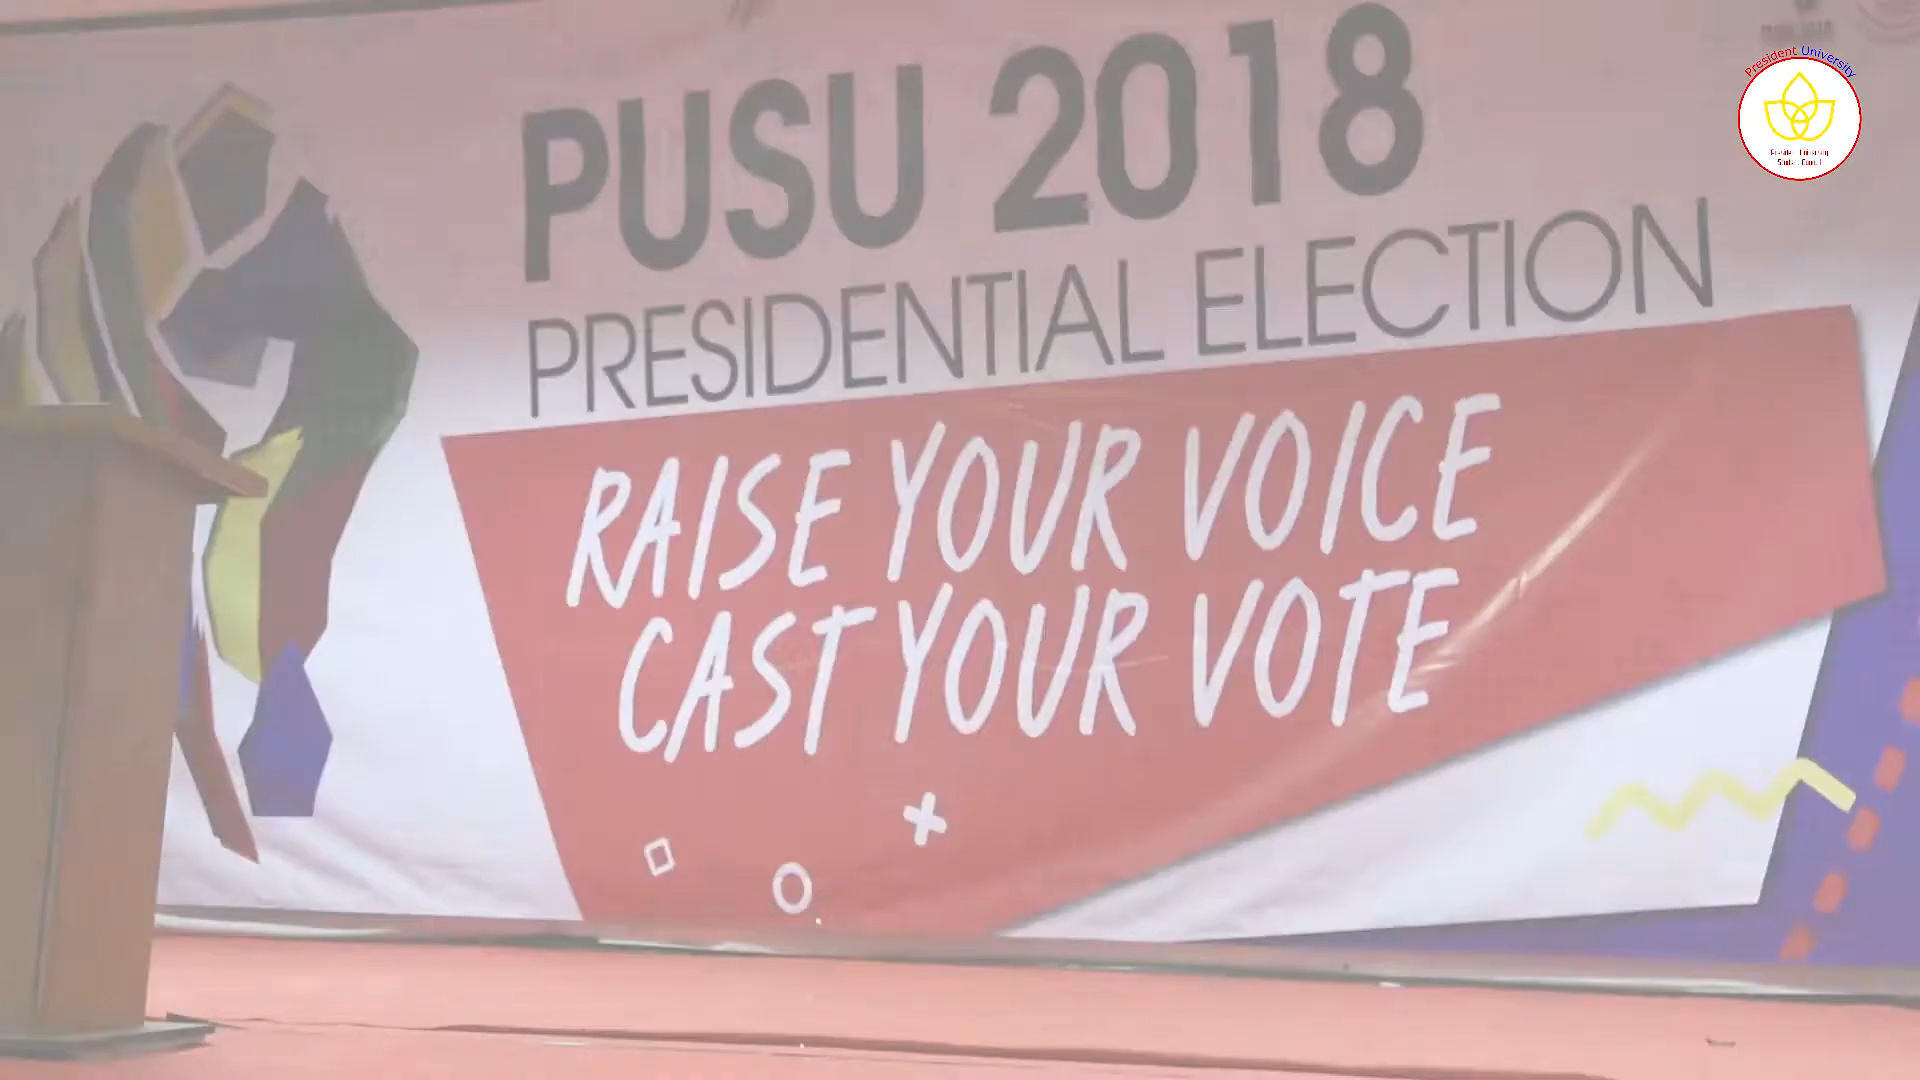 PUSU 2018
PRESIDENTIAL ELECTION
RAISE YOUR VOICE
CAST YOUR VOTE
President University